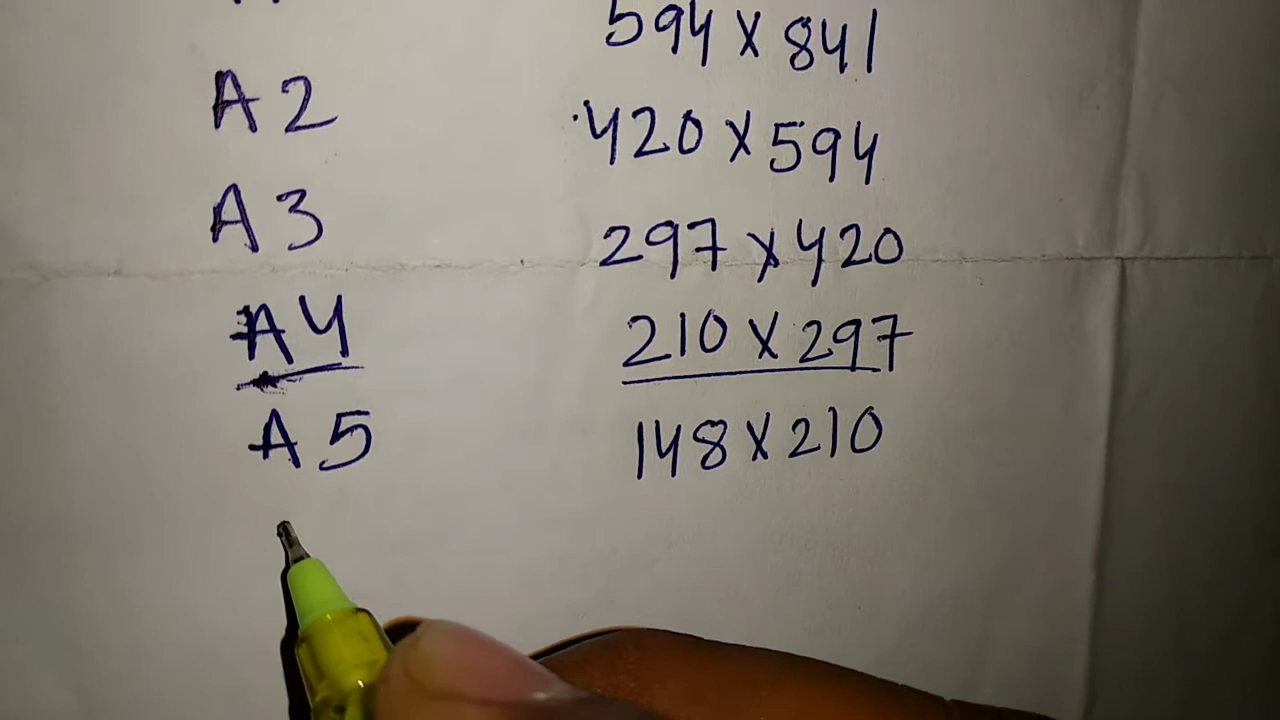 594 X 841
A2 420 X 594
A3 297 X 420
A4 210 X 297
A5 148 X 210